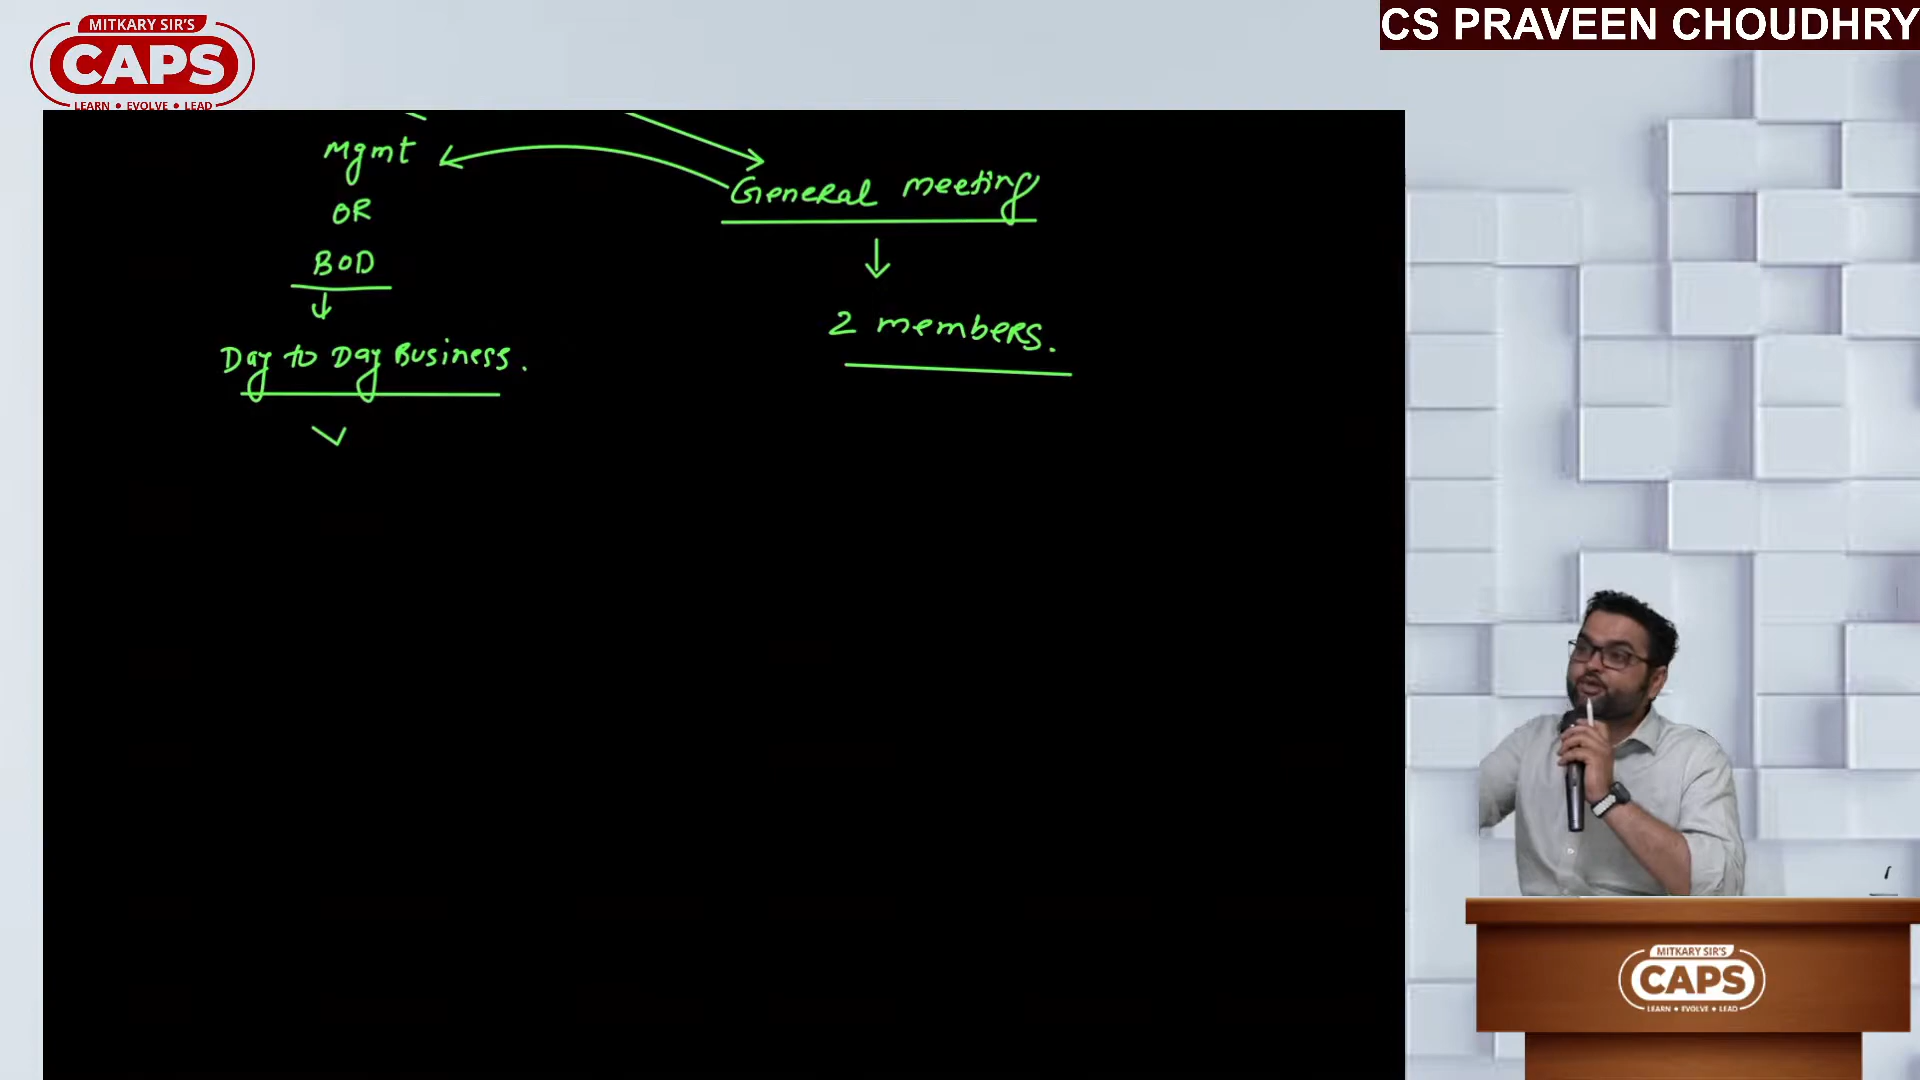 MITKARY SIR'S
CAPS
LEARN • EVOLVE • LEAD
CS PRAVEEN CHOUDHRY
Mgmt
OR
BOD
Day to Day Business.
General meeting
2 members.
MITKARY SIR'S
CAPS
LEARN • EVOLVE • LEAD